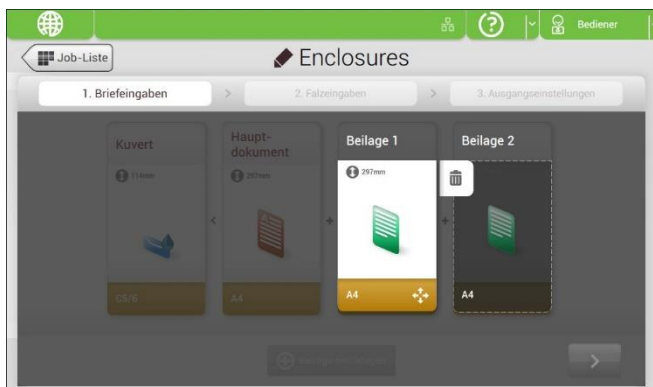 Bediener
Job-Liste
Enclosures
1. Briefeingaben > 2. Falzeingaben > 3. Ausgangseinstellungen
Kuvert
Haupt-
dokument
Beilage 1
Beilage 2
114mm
297mm
297mm
C5/6
A4
A4
A4